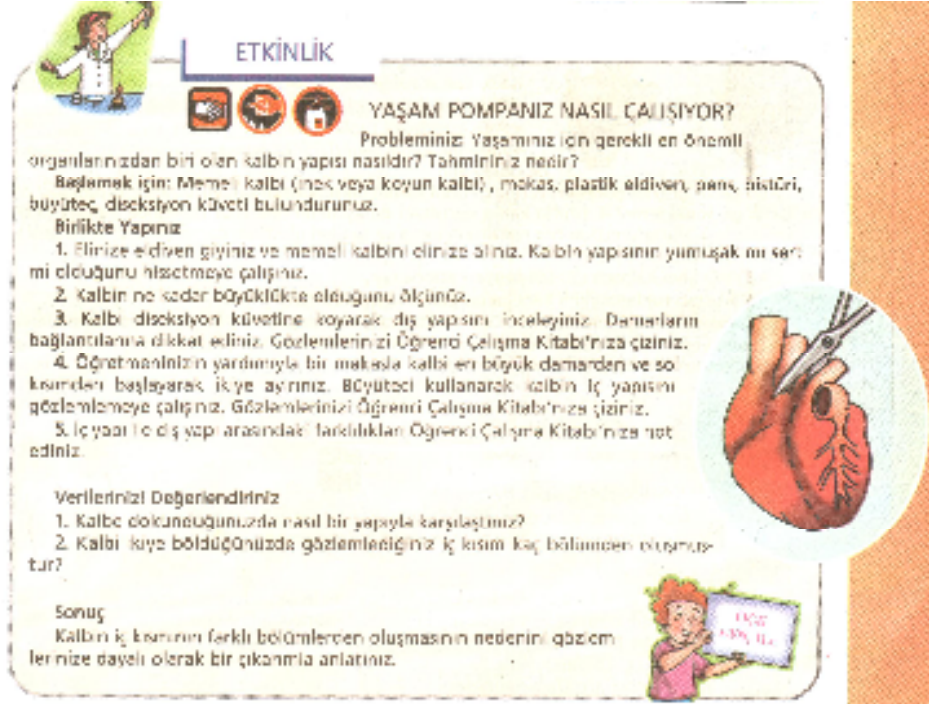 ETKİNLİK
YAŞAM POMPANIZ NASIL ÇALIŞIYOR?
Probleminiz: Yaşamınız için gerekli en önemli
organlarınızdan biri olan kalbin yapısı nasıldır? Tahmininiz nedir?
Başlamak için: Memeli kalbi (inek veya koyun kalbi), makas, plastik eldiven, pens, bistüri,
büyüteç, diseksiyon küveti bulundurunuz.
Birlikte Yapınız
1. Elinize eldiven giyiniz ve memeli kalbini elinize alınız. Kalbin yapısının yumuşak mı sert
mi olduğunu hissetmeye çalışınız.
2. Kalbin ne kadar büyüklükte olduğunu ölçünüz.
3. Kalbi diseksiyon küvetine koyarak dış yapısını inceleyiniz. Damarların
bağlantılarına dikkat ediniz. Gözlemlerinizi Öğrenci Çalışma Kitabı'nıza çiziniz.
4. Öğretmeninizin yardımıyla bir makasla kalbi en büyük damardan ve sol
kısımdan başlayarak ikiye ayırınız. Büyüteci kullanarak kalbin iç yapısını
gözlemlemeye çalışınız. Gözlemlerinizi Öğrenci Çalışma Kitabı'nıza çiziniz.
5. İç yapı ile dış yapı arasındaki farklılıkları Öğrenci Çalışma Kitabı'nıza not
ediniz.
Verilerinizi Değerlendiriniz
1. Kalbe dokunduğunuzda nasıl bir yapıyla karşılaştınız?
2. Kalbi ikiye böldüğünüzde gözlemlediğiniz iç kısım kaç bölümden oluşmuş-
tur?
Sonuç
Kalbin iç kısmının farklı bölümlerden oluşmasının nedenini gözlem
lerinize dayalı olarak bir çıkarımla anlatınız.